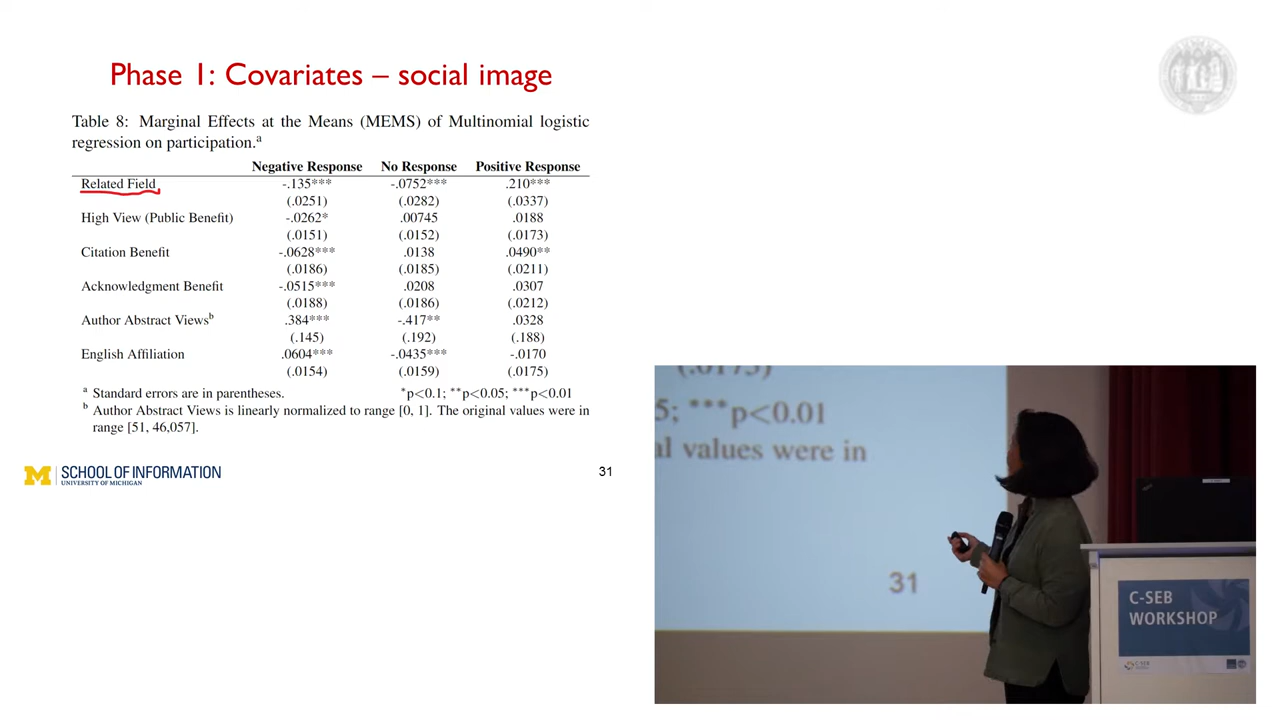 Phase 1: Covariates – social image
Table 8: Marginal Effects at the Means (MEMS) of Multinomial logistic
regression on participation.a
Negative Response No Response Positive Response
Related Field -.135*** -.0752*** .210***
(.0251) (.0282) (.0337)
High View (Public Benefit) -.0262* .00745 .0188
(.0151) (.0152) (.0173)
Citation Benefit -.0628*** .0138 .0490**
(.0186) (.0185) (.0211)
Acknowledgment Benefit -.0515*** .0208 .0307
(.0188) (.0186) (.0212)
Author Abstract Viewsb .384*** -.417** .0328
(.145) (.192) (.188)
English Affiliation .0604*** -.0435*** -.0170
(.0154) (.0159) (.0175)
a Standard errors are in parentheses. *p<0.1; **p<0.05; ***p<0.01
b Author Abstract Views is linearly normalized to range [0, 1]. The original values were in
range [51, 46,057].
M SCHOOL OF INFORMATION
UNIVERSITY OF MICHIGAN
31
(.0173)
5; ***p<0.01
al values were in
31
C-SEB
WORKSHOP
C-SEB